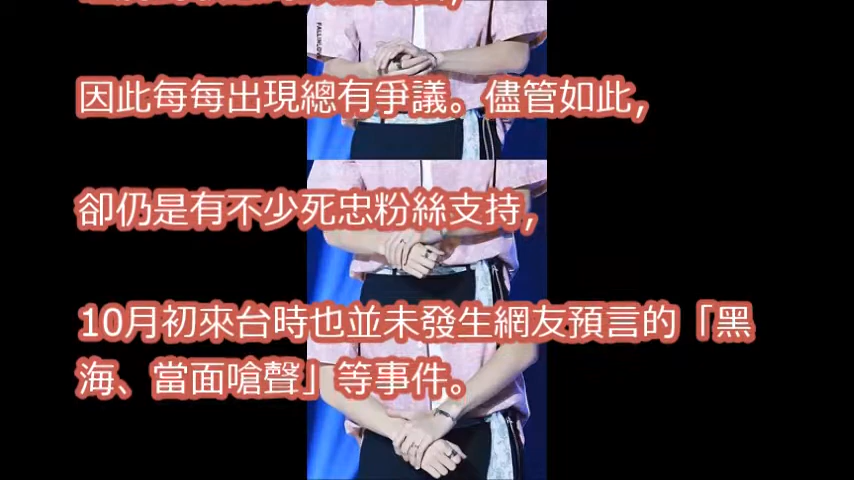 FALLINLOVE
因此每每出現總有爭議。儘管如此，
卻仍是有不少死忠粉絲支持，
10月初來台時也並未發生網友預言的「黑
海、當面嗆聲」等事件。